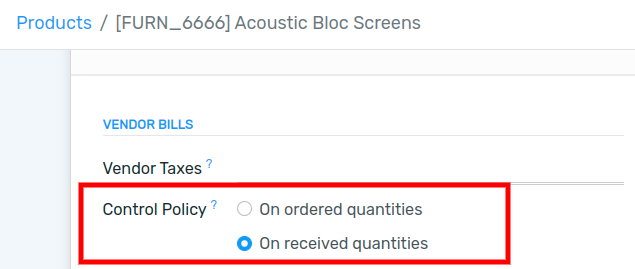 Products / [FURN_6666] Acoustic Bloc Screens
VENDOR BILLS
Vendor Taxes ?
Control Policy ? On ordered quantities
On received quantities